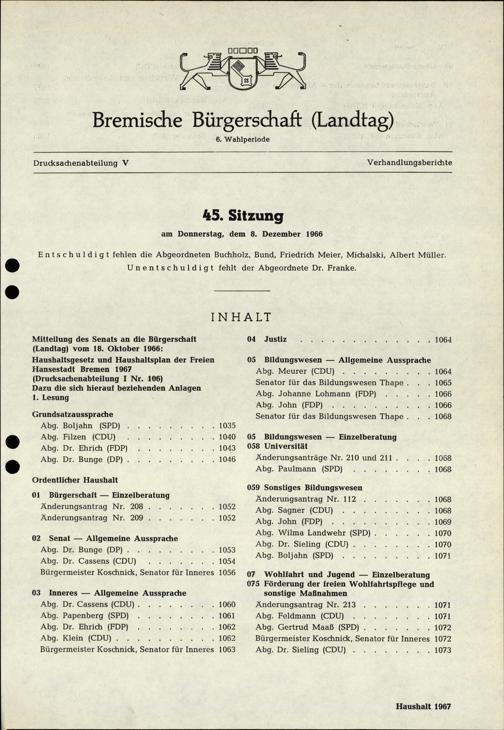 Bremische Bürgerschaft (Landtag)
6. Wahlperiode
Drucksachenabteilung V
Verhandlungsberichte
45. Sitzung
am Donnerstag, dem 8. Dezember 1966
Entschuldigt fehlen die Abgeordneten Buchholz, Bund, Friedrich Meier, Michalski, Albert Müller.
Unentschuldigt fehlt der Abgeordnete Dr. Franke.
INHALT
Mitteilung des Senats an die Bürgerschaft
(Landtag) vom 18. Oktober 1966:
Haushaltsgesetz und Haushaltsplan der Freien
Hansestadt Bremen 1967
(Drucksachenabteilung I Nr. 106)
Dazu die sich hierauf beziehenden Anlagen
1. Lesung
Grundsatzaussprache
Abg. Boljahn (SPD) . . . . . . . . . 1035
Abg. Filzen (CDU) . . . . . . . . . 1040
Abg. Dr. Ehrich (FDP) . . . . . . . . 1043
Abg. Dr. Bunge (DP) . . . . . . . . . 1046
Ordentlicher Haushalt
01 Bürgerschaft — Einzelberatung
Änderungsantrag Nr. 208 . . . . . . . 1052
Änderungsantrag Nr. 209 . . . . . . . 1052
02 Senat — Allgemeine Aussprache
Abg. Dr. Bunge (DP) . . . . . . . . . 1053
Abg. Dr. Cassens (CDU) . . . . . . . 1054
Bürgermeister Koschnick, Senator für Inneres 1056
03 Inneres — Allgemeine Aussprache
Abg. Dr. Cassens (CDU) . . . . . . . . 1060
Abg. Papenberg (SPD) . . . . . . . . 1061
Abg. Dr. Ehrich (FDP) . . . . . . . . 1062
Abg. Klein (CDU) . . . . . . . . . . 1062
Bürgermeister Koschnick, Senator für Inneres 1063
04 Justiz . . . . . . . . . . . . . 1064
05 Bildungswesen — Allgemeine Aussprache
Abg. Meurer (CDU) . . . . . . . . . 1064
Senator für das Bildungswesen Thape . . . 1065
Abg. Johanne Lohmann (FDP) . . . . . 1066
Abg. John (FDP) . . . . . . . . . . 1066
Senator für das Bildungswesen Thape . . . 1068
05 Bildungswesen — Einzelberatung
058 Universität
Änderungsanträge Nr. 210 und 211 . . . . 1058
Abg. Paulmann (SPD) . . . . . . . . 1068
059 Sonstiges Bildungswesen
Änderungsantrag Nr. 112 . . . . . . . 1068
Abg. Sagner (CDU) . . . . . . . . . 1068
Abg. John (FDP) . . . . . . . . . . 1069
Abg. Wilma Landwehr (SPD) . . . . . . 1070
Abg. Dr. Sieling (CDU) . . . . . . . . 1070
Abg. Boljahn (SPD) . . . . . . . . . 1071
07 Wohlfahrt und Jugend — Einzelberatung
075 Förderung der freien Wohlfahrtspflege und
sonstige Maßnahmen
Änderungsantrag Nr. 213 . . . . . . . 1071
Abg. Feldmann (CDU) . . . . . . . . 1071
Abg. Gertrud Maaß (SPD) . . . . . . . 1072
Bürgermeister Koschnick, Senator für Inneres 1072
Abg. Dr. Sieling (CDU) . . . . . . . . 1073
Haushalt 1967